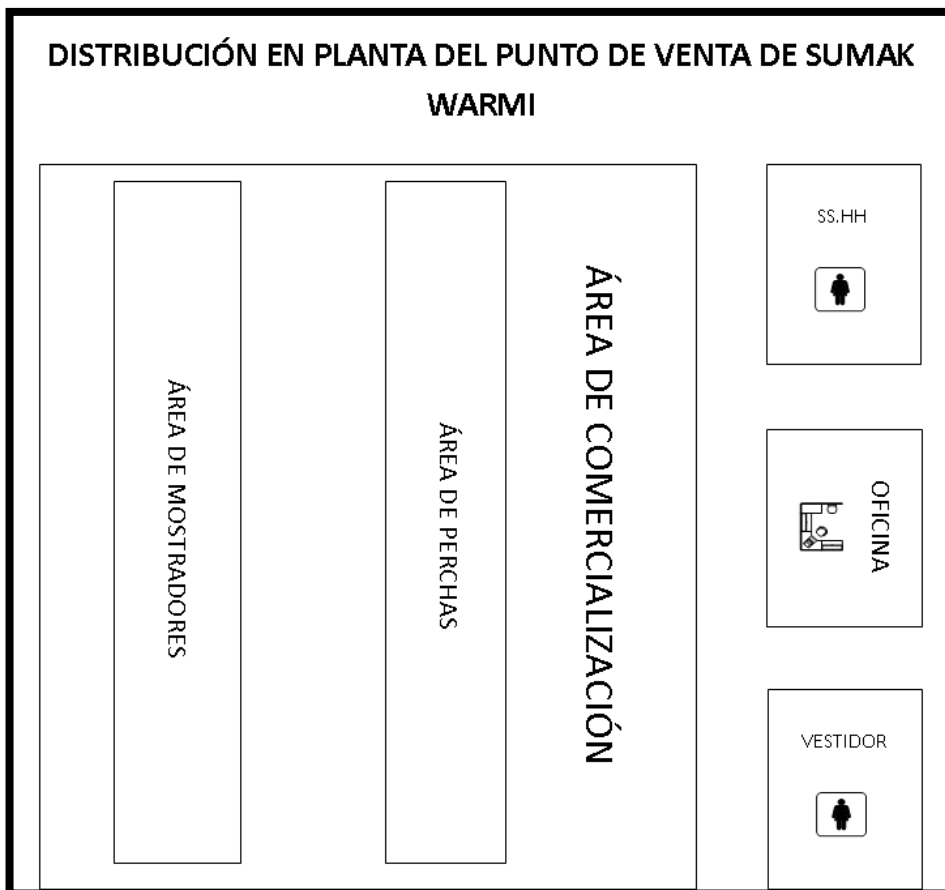 DISTRIBUCIÓN EN PLANTA DEL PUNTO DE VENTA DE SUMAK
WARMI
ÁREA DE MOSTRADORES
ÁREA DE PERCHAS
ÁREA DE COMERCIALIZACIÓN
SS.HH
OFICINA
VESTIDOR